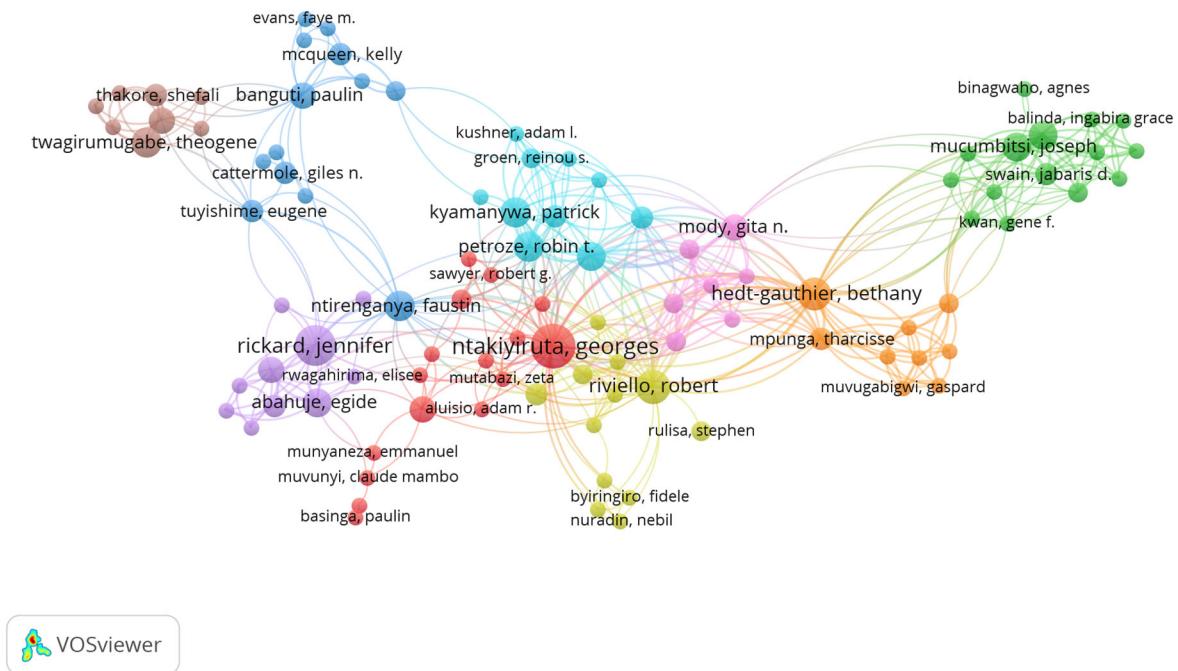 evans, faye m.
mcqueen, kelly
thakore, shefali
banguti, paulin
binagwaho, agnes
balinda, ingabira grace
kushner, adam l.
twagirumugabe, theogene
mucumbitsi, joseph
groen, reinou s.
cattermole, giles n.
swain, jabaris d.
tuyishime, eugene
kyamanywa, patrick
kwan, gene f.
mody, gita n.
petroze, robin t.
sawyer, robert g.
hedt-gauthier, bethany
ntirenganya, faustin
mpunga, tharcisse
rickard, jennifer
ntakiyiruta, georges
rwagahirima, elisee
mutabazi, zeta
riviello, robert
muvugabigwi, gaspard
abahuje, egide
aluisio, adam r.
rulisa, stephen
munyaneza, emmanuel
muvunyi, claude mambo
byiringiro, fidele
basinga, paulin
nuradin, nebil
VOSviewer